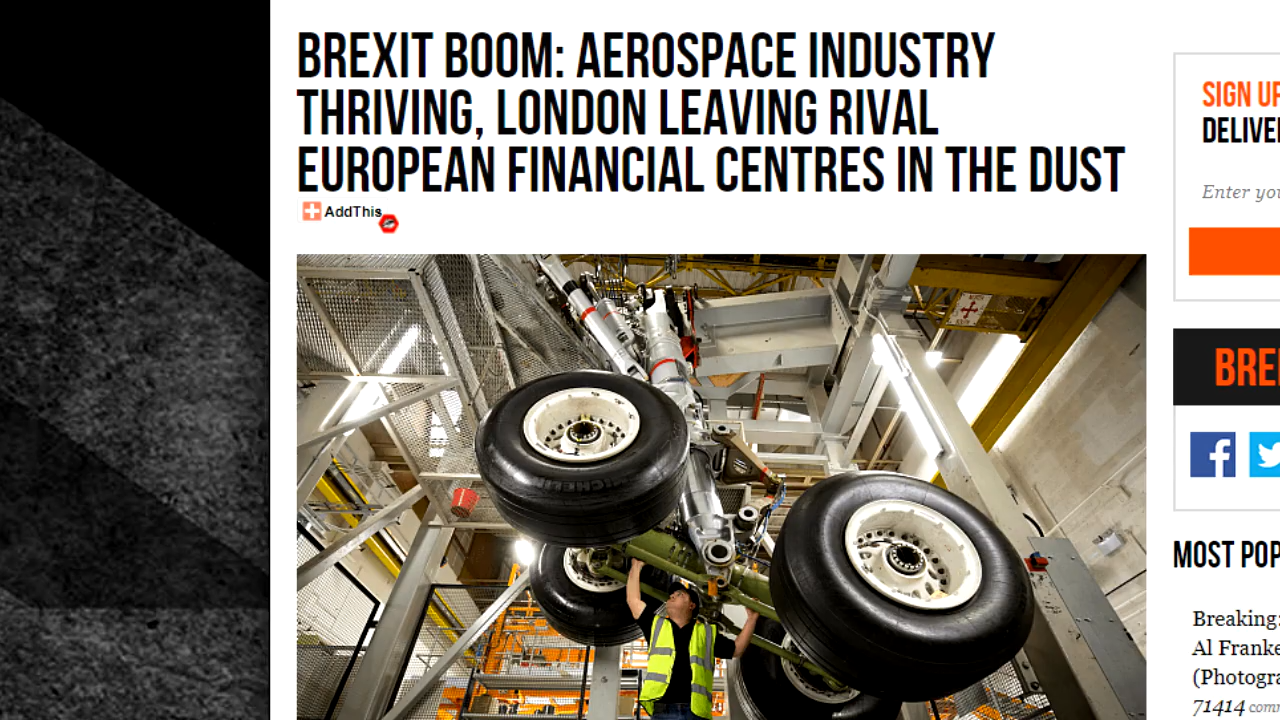 BREXIT BOOM: AEROSPACE INDUSTRY
THRIVING, LONDON LEAVING RIVAL
EUROPEAN FINANCIAL CENTRES IN THE DUST
AddThis
SIGN UP
DELIVE
Enter you
BRE
MOST POP
Breaking:
Al Franke
(Photogra
71414 com